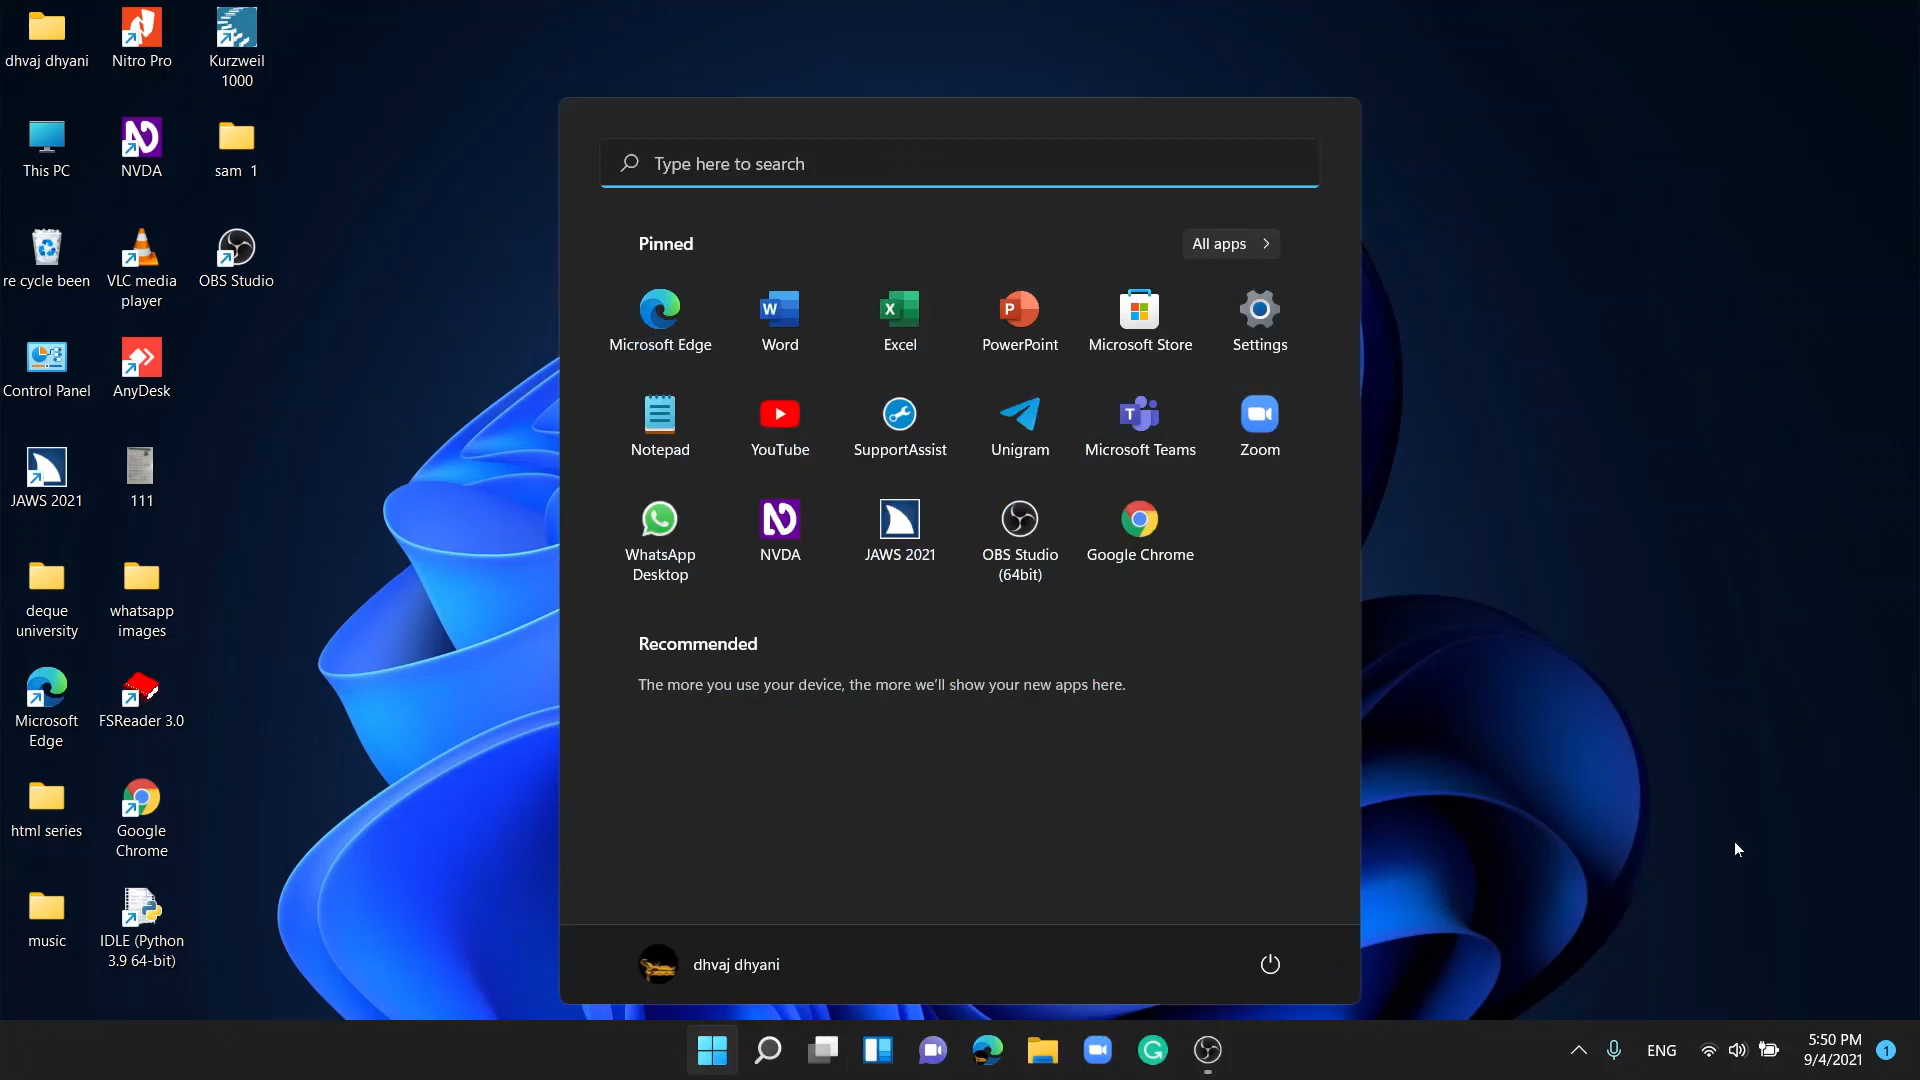 dhvaj dhyani
Nitro Pro
Kurzweil
1000
This PC
NVDA
sam 1
re cycle been
VLC media
player
OBS Studio
Control Panel
AnyDesk
JAWS 2021
111
deque
university
whatsapp
images
Microsoft
Edge
FSReader 3.0
html series
Google
Chrome
music
IDLE (Python
3.9 64-bit)
Type here to search
Pinned
All apps
Microsoft Edge
Word
Excel
PowerPoint
Microsoft Store
Settings
Notepad
YouTube
SupportAssist
Unigram
Microsoft Teams
Zoom
WhatsApp
Desktop
NVDA
JAWS 2021
OBS Studio
(64bit)
Google Chrome
Recommended
The more you use your device, the more we'll show your new apps here.
dhvaj dhyani
ENG
5:50 PM
9/4/2021
1